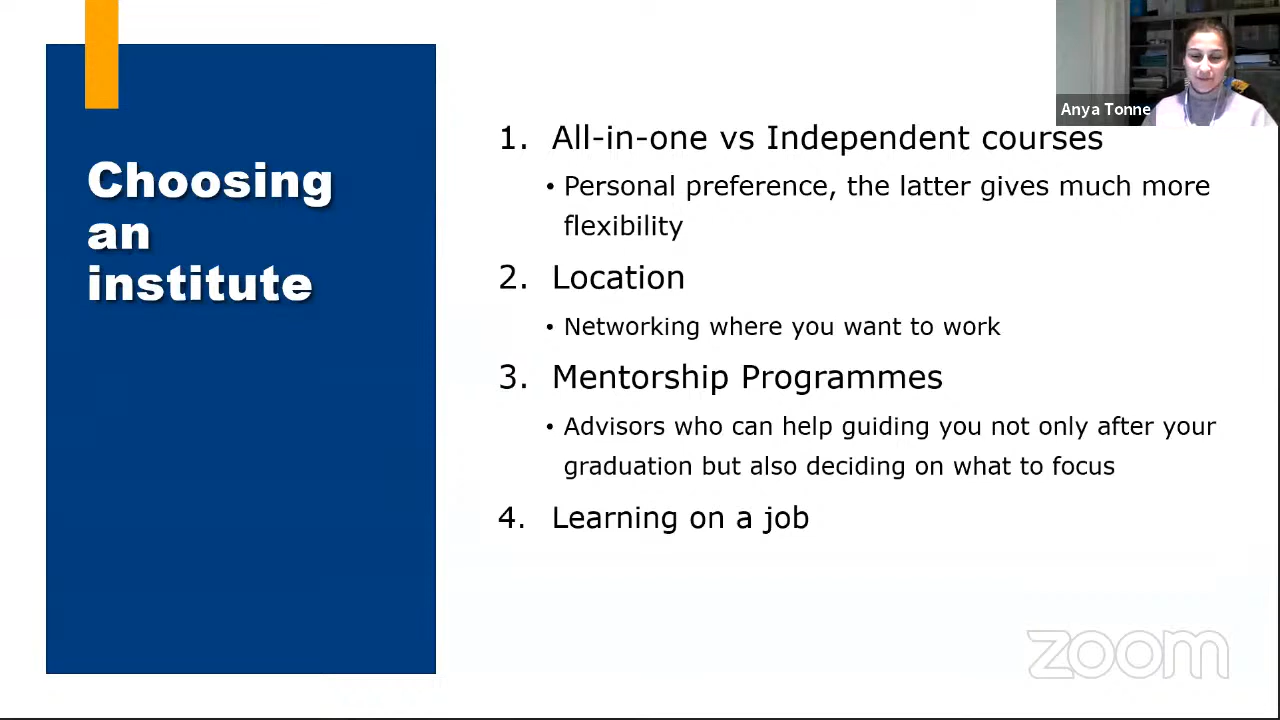 Choosing
an
institute
Anya Tonne
1. All-in-one vs Independent courses
• Personal preference, the latter gives much more
flexibility
2. Location
• Networking where you want to work
3. Mentorship Programmes
• Advisors who can help guiding you not only after your
graduation but also deciding on what to focus
4. Learning on a job
zoom